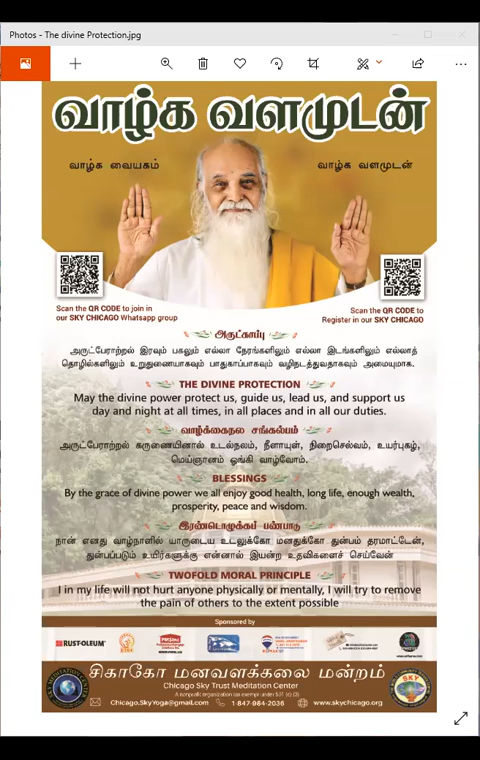 Photos - The divine Protection.jpg
வாழ்க வளமுடன்
வாழ்க வையகம்
வாழ்க வளமுடன்
Scan the QR CODE to join in
our SKY CHICAGO Whatsapp group
Scan the QR CODE to
Register in our SKY CHICAGO
அருட்காப்பு
அருட்பேராற்றல் இரவும் பகலும் எல்லா நேரங்களிலும் எல்லா இடங்களிலும் எல்லாத்
தொழில்களிலும் உறுதுணையாகவும் பாதுகாப்பாகவும் வழிநடத்துவதாகவும் அமையுமாக.
THE DIVINE PROTECTION
May the divine power protect us, guide us, lead us, and support us
day and night at all times, in all places and in all our duties.
வாழ்க்கைநல சங்கல்பம்
அருட்பேராற்றல் கருணையினால் உடல்நலம், நீளாயுள், நிறைசெல்வம், உயர்புகழ்,
மெய்ஞானம் ஓங்கி வாழ்வோம்.
BLESSINGS
By the grace of divine power we all enjoy good health, long life, enough wealth,
prosperity, peace and wisdom.
இரண்டொழுக்கப் பண்பாடு
நான் எனது வாழ்நாளில் யாருடைய உடலுக்கோ மனதுக்கோ துன்பம் தரமாட்டேன்,
துன்பப்படும் உயிர்களுக்கு என்னால் இயன்ற உதவிகளைச் செய்வேன்
TWOFOLD MORAL PRINCIPLE
I in my life will not hurt anyone physically or mentally, I will try to remove
the pain of others to the extent possible
Sponsored by
RUST-OLEUM
சிகாகோ மனவளக்கலை மன்றம்
Chicago Sky Trust Meditation Center
A nonprofit organization tax exempt under 501 (c) (3)
Chicago.SkyYoga@gmail.com 1-847-984-2036 www.skychicago.org
SKY